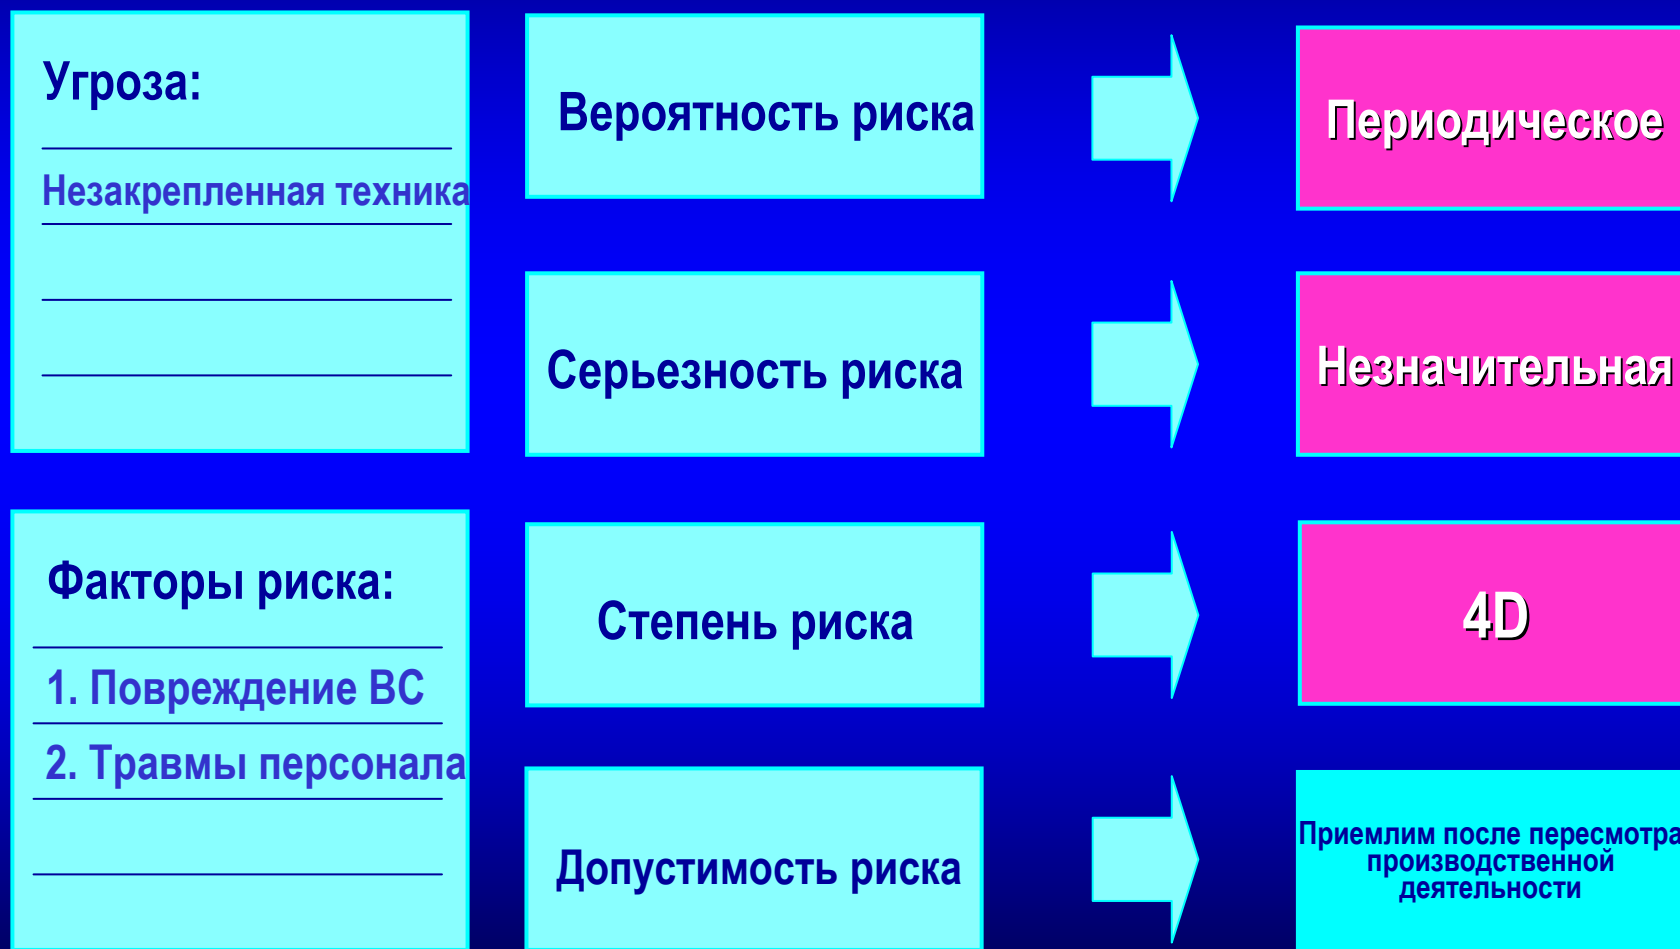 Угроза:
Незакрепленная техника
Факторы риска:
1. Повреждение ВС
2. Травмы персонала
Вероятность риска
Периодическое
Серьезность риска
Незначительная
Степень риска
4D
Допустимость риска
Приемлим после пересмотра
производственной
деятельности